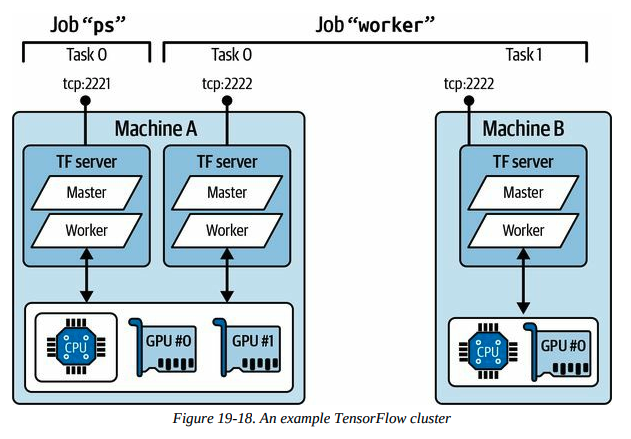 Job “ps” Job “worker”
Task 0 Task 0 Task 1
tcp:2221 tcp:2222 tcp:2222
Machine A Machine B
TF server TF server TF server
Master Master Master
Worker Worker Worker
CPU GPU #0 GPU #1 CPU GPU #0
Figure 19-18. An example TensorFlow cluster